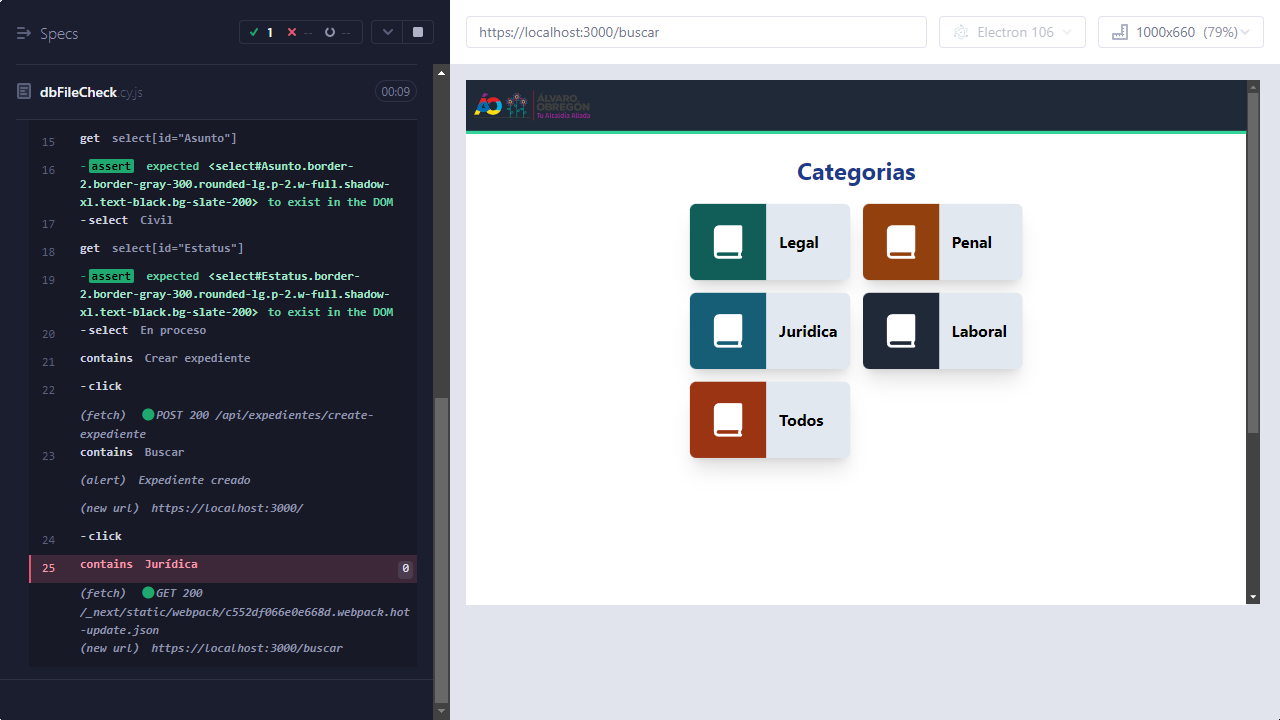 Specs
1
--
--
dbFileCheck.cy.js
00:09
15 get select[id="Asunto"]
16 -assert expected <select#Asunto.border-
2.border-gray-300.rounded-lg.p-2.w-full.shadow-
xl.text-black.bg-slate-200> to exist in the DOM
17 -select Civil
18 get select[id="Estatus"]
19 -assert expected <select#Estatus.border-
2.border-gray-300.rounded-lg.p-2.w-full.shadow-
xl.text-black.bg-slate-200> to exist in the DOM
20 -select En proceso
21 contains Crear expediente
22 -click
(fetch) POST 200 /api/expedientes/create-
expediente
23 contains Buscar
(alert) Expediente creado
(new url) https://localhost:3000/
24 -click
25 contains Jurídica 0
(fetch) GET 200
/_next/static/webpack/c552df066e0e668d.webpack.hot
-update.json
(new url) https://localhost:3000/buscar
https://localhost:3000/buscar
Electron 106
1000x660 (79%)
ÁO
ÁLVARO
OBREGÓN
Tu Alcaldía Aliada
Categorias
Legal
Penal
Juridica
Laboral
Todos